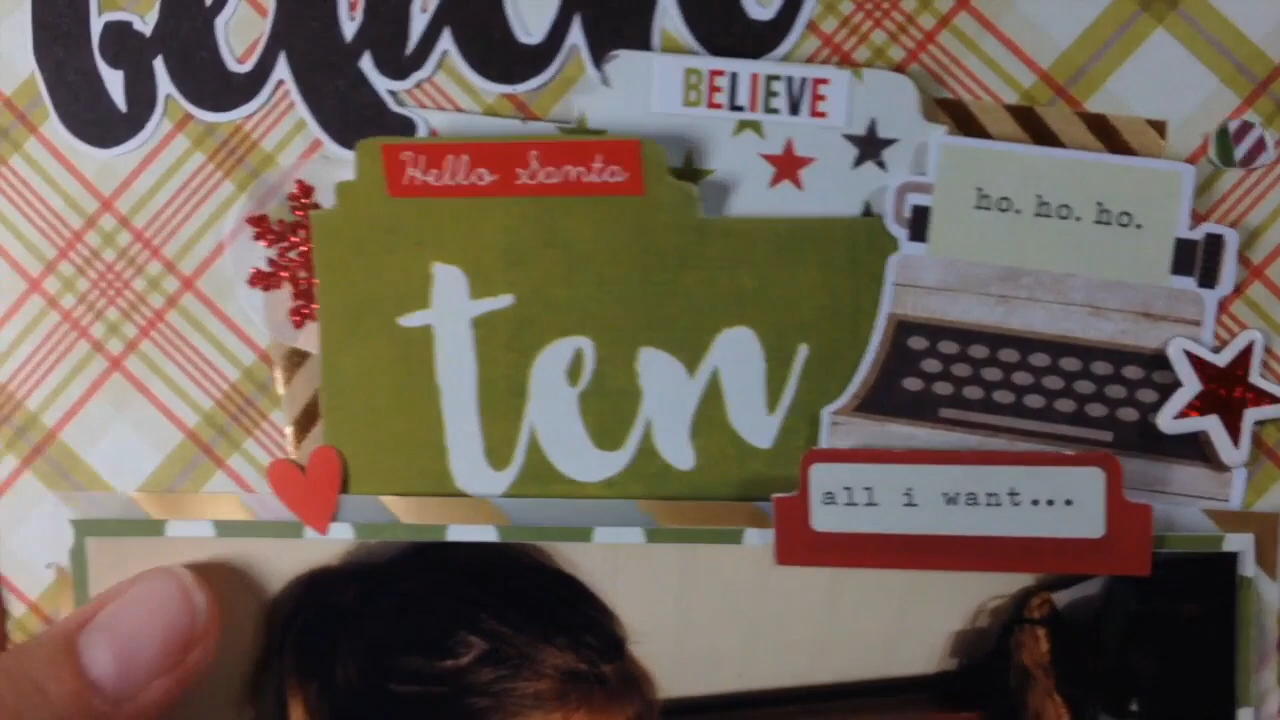 BELIEVE
Hello Santa
ho. ho. ho.
ten
all i want...